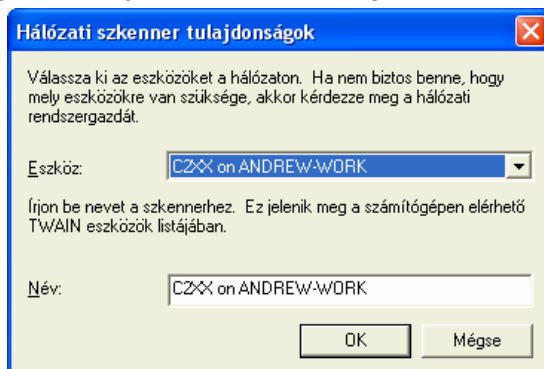 Hálózati szkenner tulajdonságok
Válassza ki az eszközöket a hálózaton. Ha nem biztos benne, hogy
mely eszközökre van szüksége, akkor kérdezze meg a hálózati
rendszergazdát.
Eszköz:
C2XX on ANDREW-WORK
Írjon be nevet a szkennerhez. Ez jelenik meg a számítógépen elérhető
TWAIN eszközök listájában.
Név:
C2XX on ANDREW-WORK
OK
Mégse